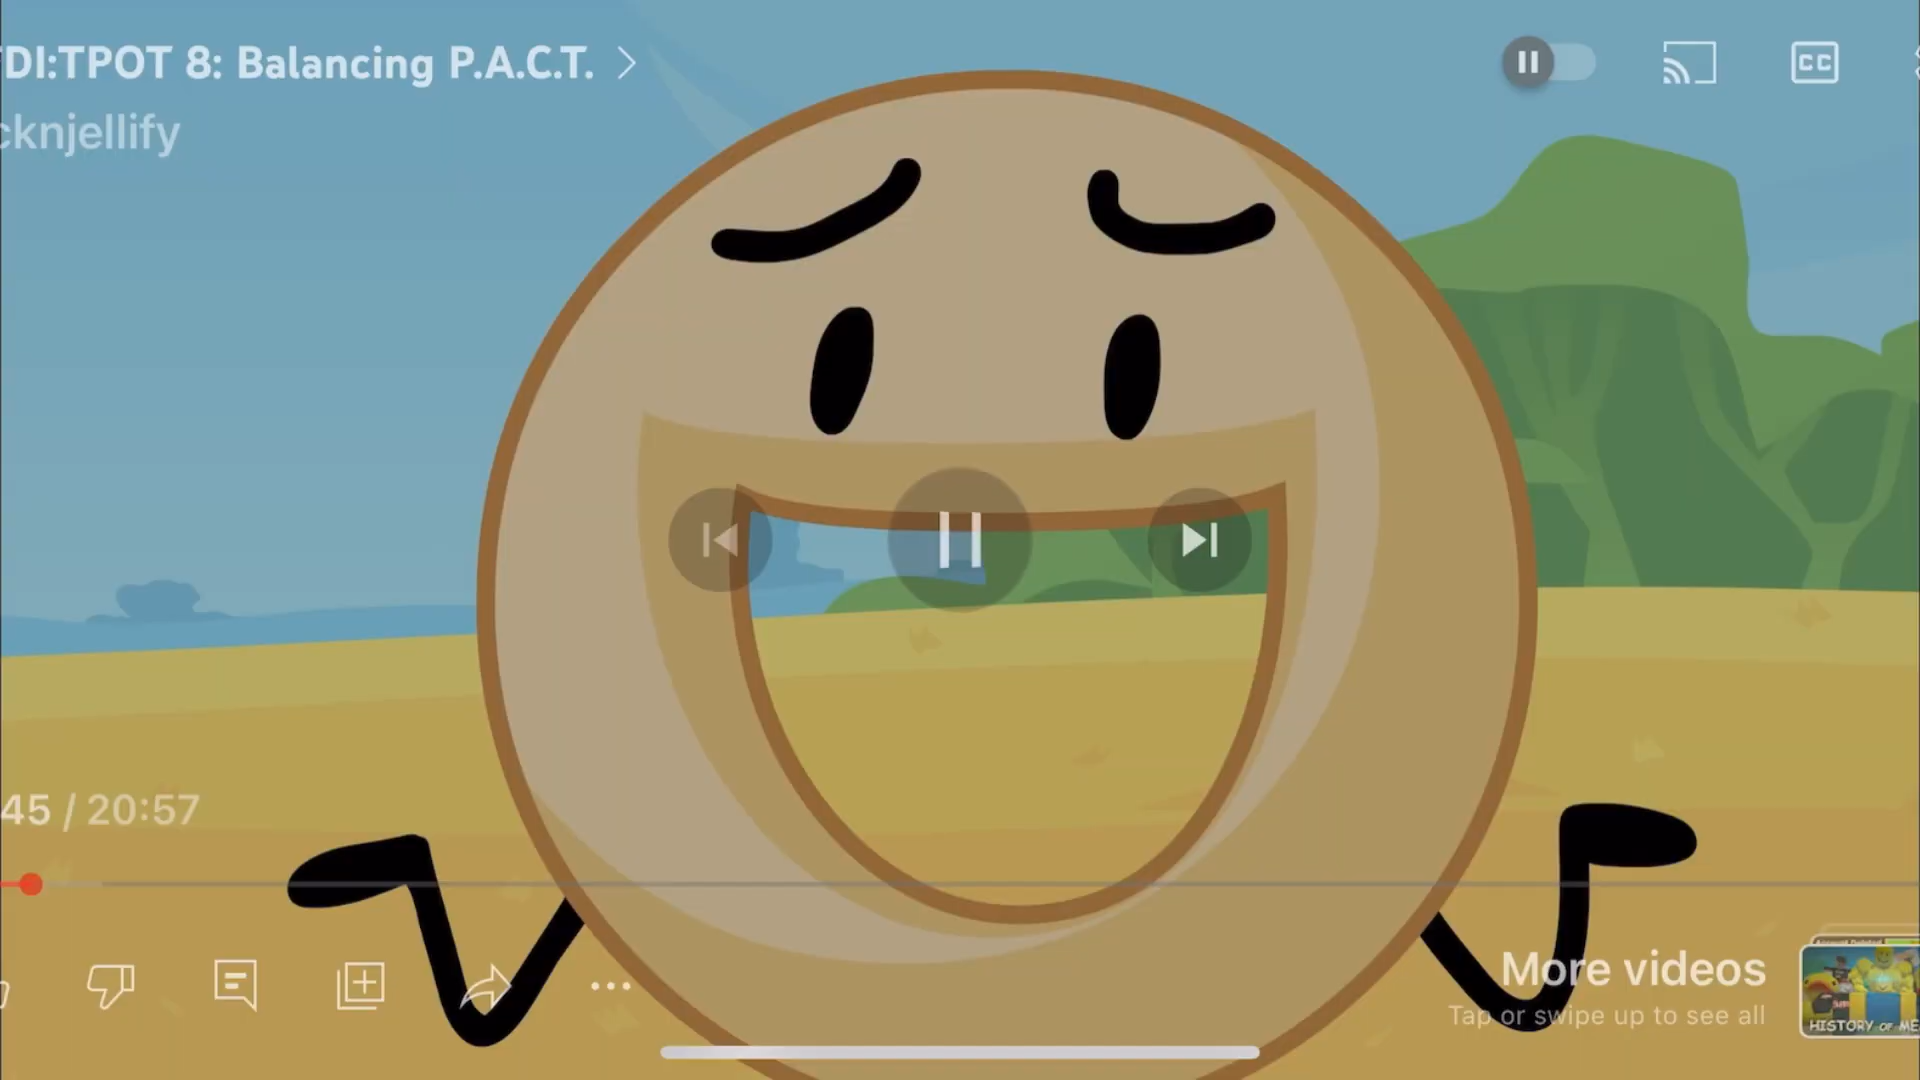 DI:TPOT 8: Balancing P.A.C.T.
cknjellify
CC
45 / 20:57
More videos
Tap or swipe up to see all
HISTORY OF ME